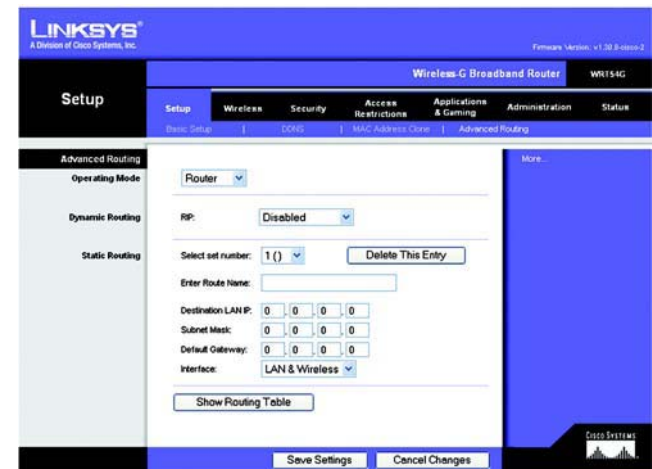 LINKSYS®
A Division of Cisco Systems, Inc.
Firmware Version: v1.30.0-cisco-2
Wireless-G Broadband Router WRT54G
Setup
Setup Wireless Security Access Restrictions Applications & Gaming Administration Status
Basic Setup | DDNS | MAC Address Clone | Advanced Routing
Advanced Routing
More...
Operating Mode Router
Dynamic Routing RIP: Disabled
Static Routing Select set number: 1 () Delete This Entry
Enter Route Name:
Destination LAN IP: 0 . 0 . 0 . 0
Subnet Mask: 0 . 0 . 0 . 0
Default Gateway: 0 . 0 . 0 . 0
Interface: LAN & Wireless
Show Routing Table
CISCO SYSTEMS
Save Settings Cancel Changes